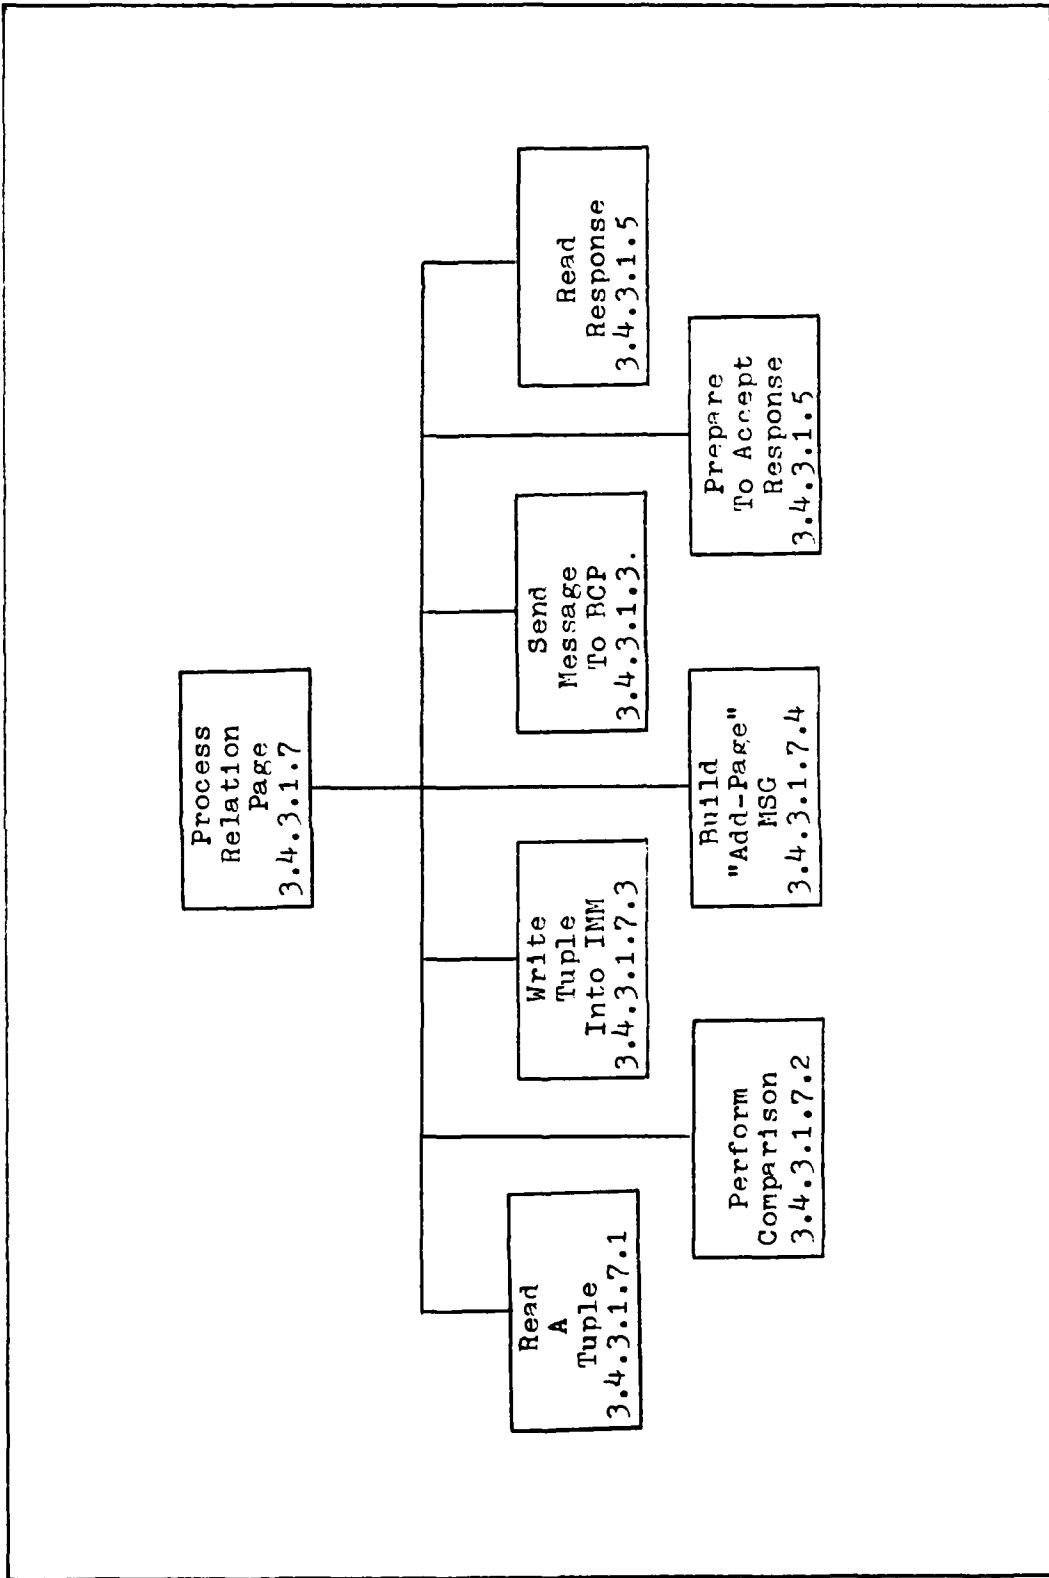 Process
Relation
Page
3.4.3.1.7
Read
A
Tuple
3.4.3.1.7.1
Perform
Comparison
3.4.3.1.7.2
Write
Tuple
Into IMM
3.4.3.1.7.3
Build
"Add-Page"
MSG
3.4.3.1.7.4
Send
Message
To RCP
3.4.3.1.3.
Prepare
To Accept
Response
3.4.3.1.5
Read
Response
3.4.3.1.5